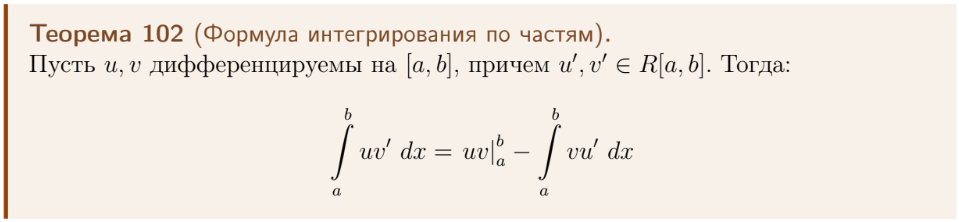 Теорема 102 (Формула интегрирования по частям).
Пусть u, v дифференцируемы на [a, b], причем u′, v′ ∈ R[a, b]. Тогда:
∫_a^b uv′ dx = uv|_a^b − ∫_a^b vu′ dx